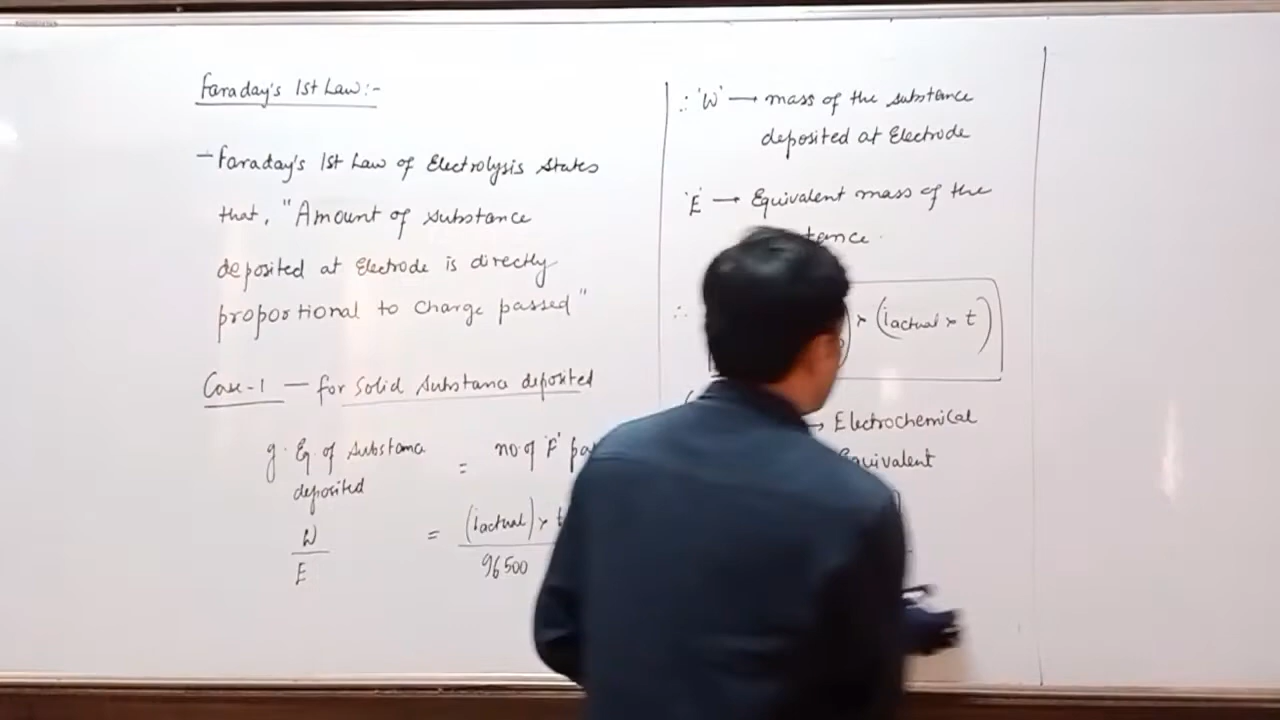 Faraday's 1st Law:-
- Faraday's 1st Law of Electrolysis States
that, "Amount of substance
deposited at Electrode is directly
proportional to charge passed"
Case-1 — for Solid Substance deposited
g. Eq. of substance = no. of 'F'
deposited
W = (iactual) × t
E 96500
∴ 'W' → mass of the substance
deposited at Electrode
'E' → Equivalent mass of the
∴ × (iactual × t)
→ Electrochemical
Equivalent